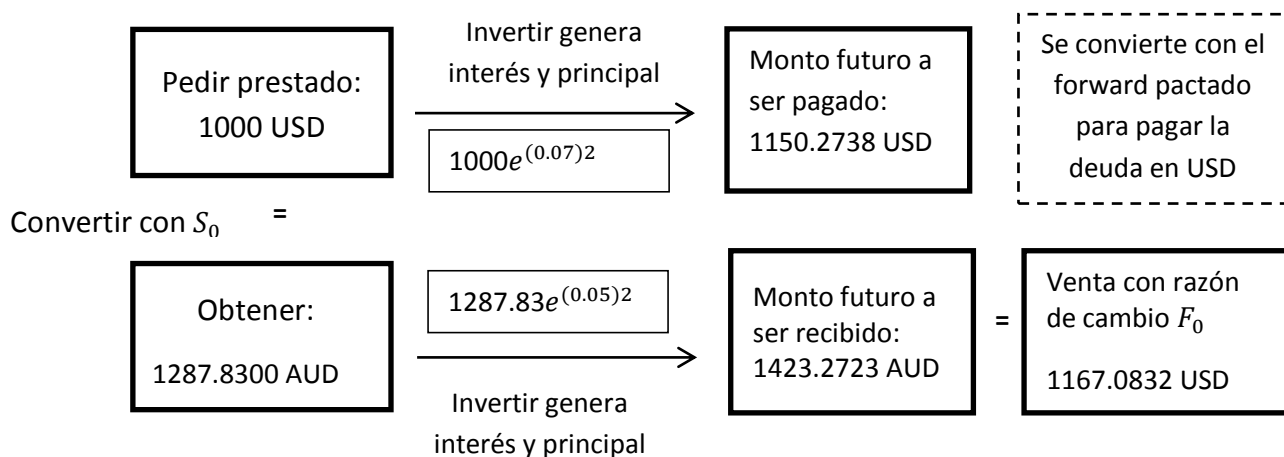 Pedir prestado:
1000 USD
Invertir genera
interés y principal
1000e^{(0.07)2}
Monto futuro a
ser pagado:
1150.2738 USD
Se convierte con el
forward pactado
para pagar la
deuda en USD
Convertir con S₀ =
Obtener:
1287.8300 AUD
1287.83e^{(0.05)2}
Invertir genera
interés y principal
Monto futuro a
ser recibido:
1423.2723 AUD
=
Venta con razón
de cambio F₀
1167.0832 USD